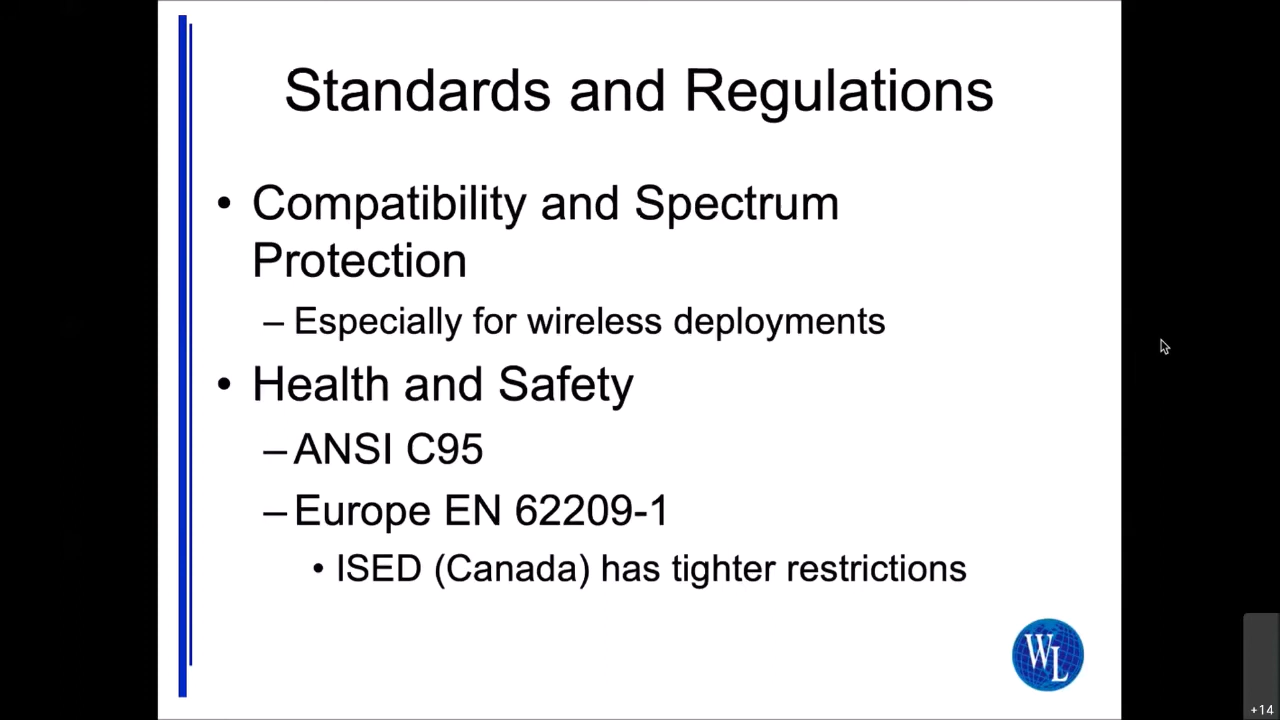 Standards and Regulations
• Compatibility and Spectrum
Protection
– Especially for wireless deployments
• Health and Safety
– ANSI C95
– Europe EN 62209-1
• ISED (Canada) has tighter restrictions
WL
+14